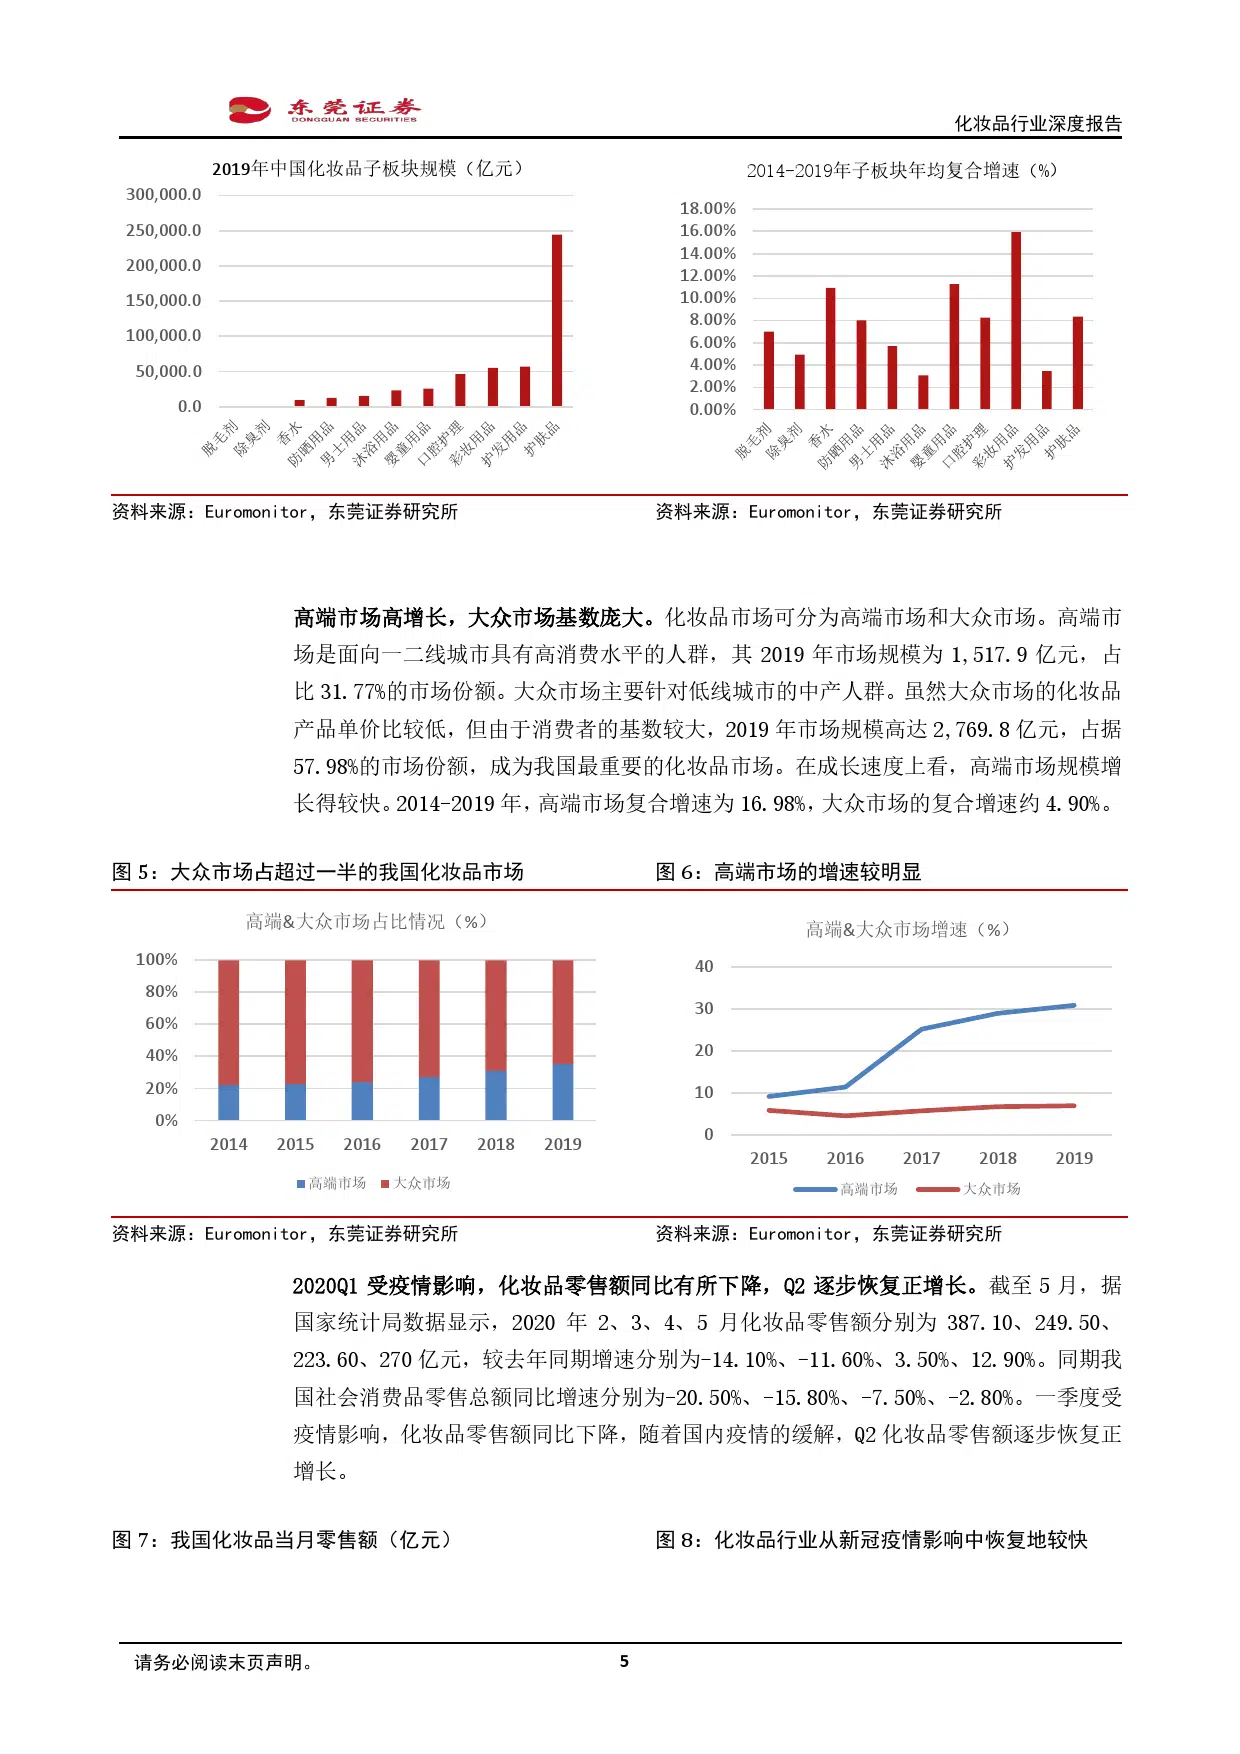 东莞证券
DONGGUAN SECURITIES
化妆品行业深度报告
2019年中国化妆品子板块规模（亿元）
300,000.0
250,000.0
200,000.0
150,000.0
100,000.0
50,000.0
0.0
脱毛剂
除臭剂
香水
防晒用品
男士用品
沐浴用品
婴童用品
口腔护理
彩妆用品
护发用品
护肤品
2014-2019年子板块年均复合增速（%）
18.00%
16.00%
14.00%
12.00%
10.00%
8.00%
6.00%
4.00%
2.00%
0.00%
脱毛剂
除臭剂
香水
防晒用品
男士用品
沐浴用品
婴童用品
口腔护理
彩妆用品
护发用品
护肤品
资料来源：Euromonitor，东莞证券研究所
资料来源：Euromonitor，东莞证券研究所
高端市场高增长，大众市场基数庞大。化妆品市场可分为高端市场和大众市场。高端市
场是面向一二线城市具有高消费水平的人群，其 2019 年市场规模为 1,517.9 亿元，占
比 31.77%的市场份额。大众市场主要针对低线城市的中产人群。虽然大众市场的化妆品
产品单价比较低，但由于消费者的基数较大，2019 年市场规模高达 2,769.8 亿元，占据
57.98%的市场份额，成为我国最重要的化妆品市场。在成长速度上看，高端市场规模增
长得较快。2014-2019 年，高端市场复合增速为 16.98%，大众市场的复合增速约 4.90%。
图 5：大众市场占超过一半的我国化妆品市场
图 6：高端市场的增速较明显
高端&大众市场占比情况（%）
100%
80%
60%
40%
20%
0%
2014 2015 2016 2017 2018 2019
高端市场 大众市场
高端&大众市场增速（%）
40
30
20
10
0
2015 2016 2017 2018 2019
高端市场 大众市场
资料来源：Euromonitor，东莞证券研究所
资料来源：Euromonitor，东莞证券研究所
2020Q1 受疫情影响，化妆品零售额同比有所下降，Q2 逐步恢复正增长。截至 5 月，据
国家统计局数据显示，2020 年 2、3、4、5 月化妆品零售额分别为 387.10、249.50、
223.60、270 亿元，较去年同期增速分别为-14.10%、-11.60%、3.50%、12.90%。同期我
国社会消费品零售总额同比增速分别为-20.50%、-15.80%、-7.50%、-2.80%。一季度受
疫情影响，化妆品零售额同比下降，随着国内疫情的缓解，Q2 化妆品零售额逐步恢复正
增长。
图 7：我国化妆品当月零售额（亿元）
图 8：化妆品行业从新冠疫情影响中恢复地较快
请务必阅读末页声明。
5